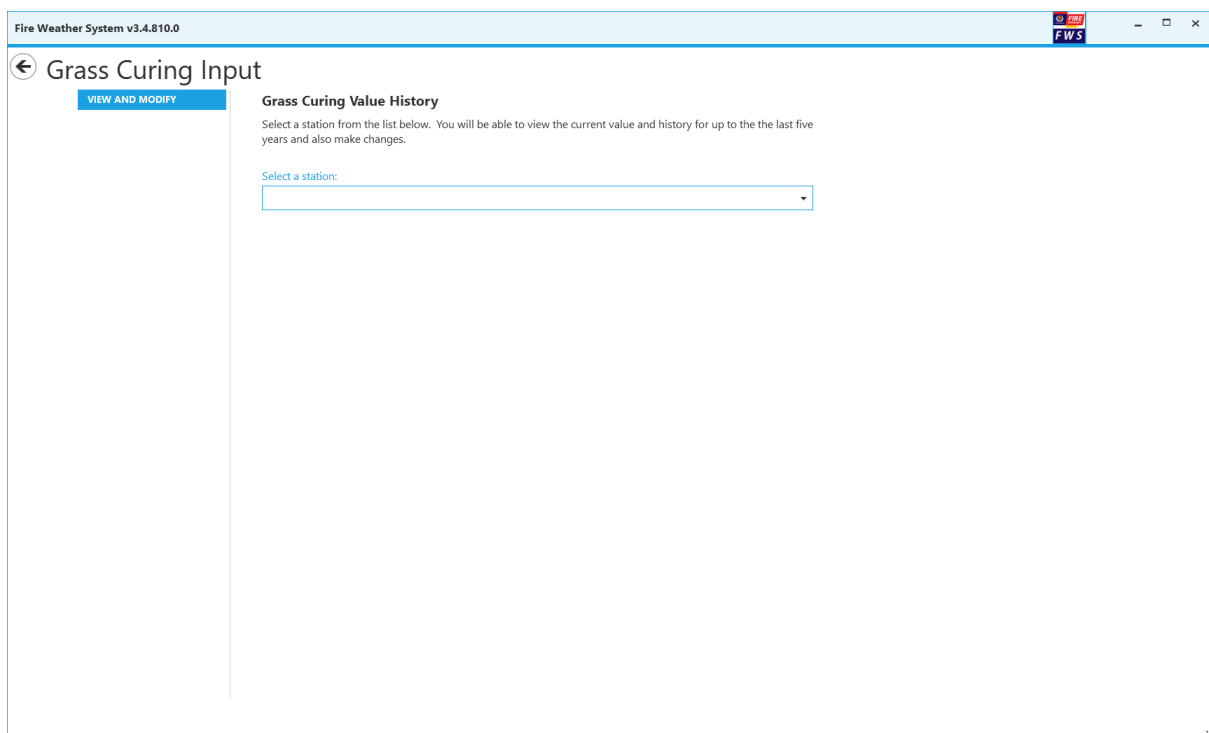 Fire Weather System v3.4.810.0
FIRE
FWS
Grass Curing Input
VIEW AND MODIFY
Grass Curing Value History
Select a station from the list below.  You will be able to view the current value and history for up to the the last five
years and also make changes.
Select a station: